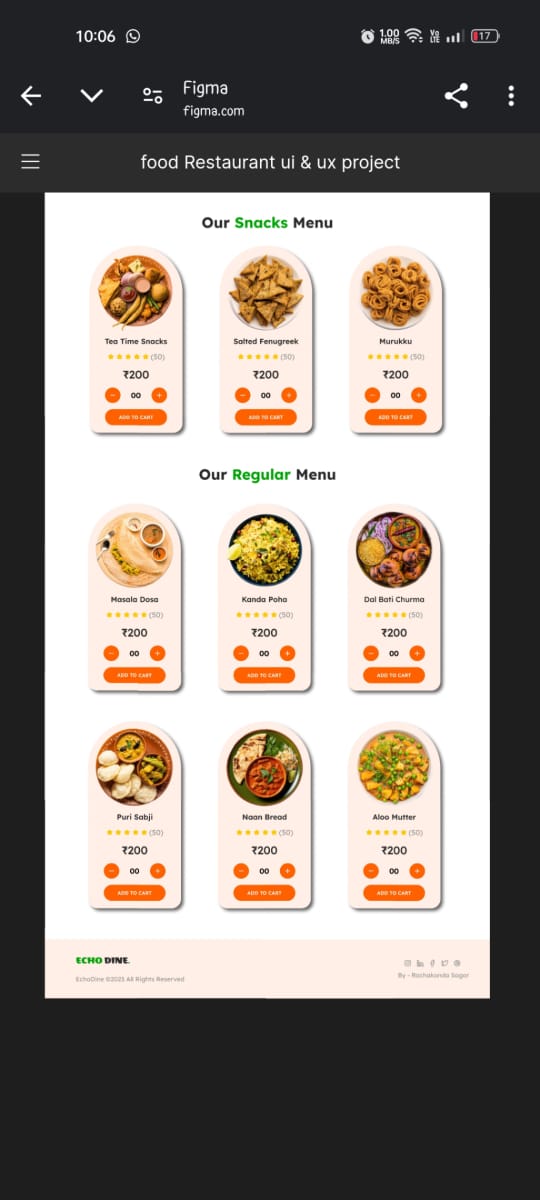 10:06
1.00 MB/S
Vo LTE
17
Figma
figma.com
food Restaurant ui & ux project
Our Snacks Menu
Tea Time Snacks Salted Fenugreek Murukku
(50) (50) (50)
₹200 ₹200 ₹200
- 00 + - 00 + - 00 +
ADD TO CART ADD TO CART ADD TO CART
Our Regular Menu
Masala Dosa Kanda Poha Dal Bati Churma
(50) (50) (50)
₹200 ₹200 ₹200
- 00 + - 00 + - 00 +
ADD TO CART ADD TO CART ADD TO CART
Puri Sabji Naan Bread Aloo Mutter
(50) (50) (50)
₹200 ₹200 ₹200
- 00 + - 00 + - 00 +
ADD TO CART ADD TO CART ADD TO CART
ECHO DINE.
EchoDine ©2025 All Rights Reserved
By - Rachakonda Sagar